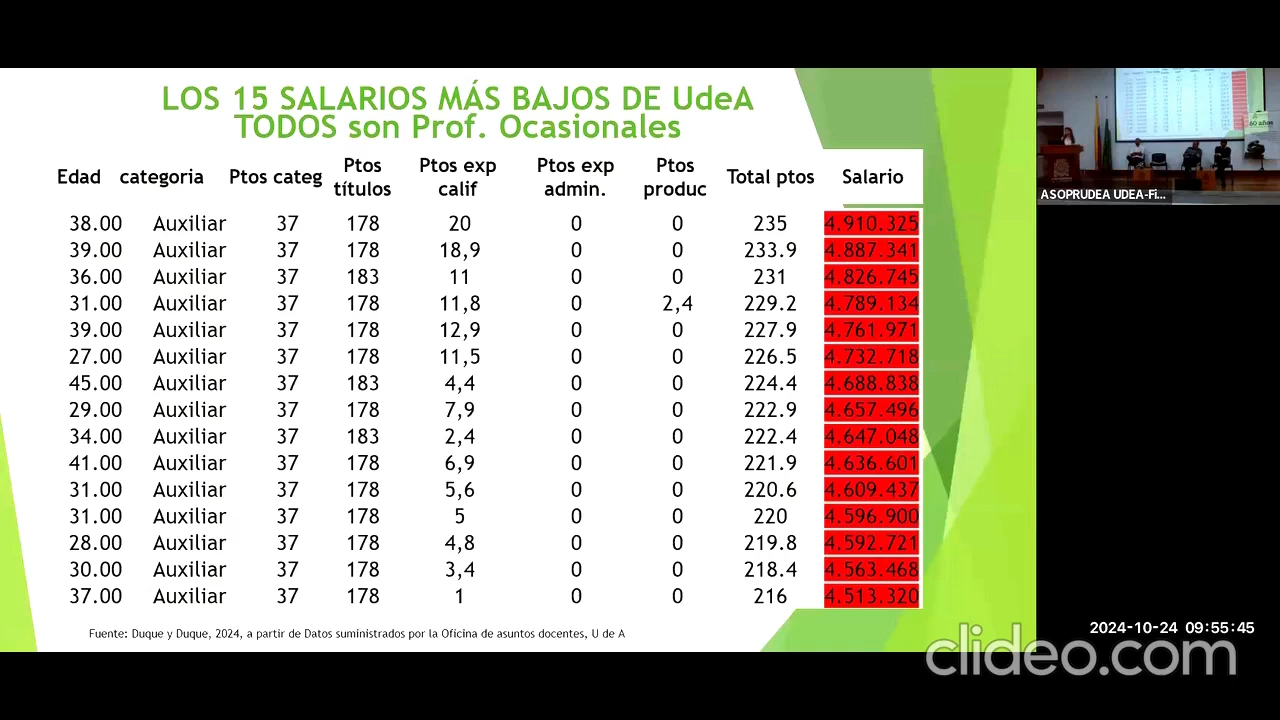 LOS 15 SALARIOS MÁS BAJOS DE UdeA
TODOS son Prof. Ocasionales
Edad categoria Ptos categ Ptos títulos Ptos exp calif Ptos exp admin. Ptos produc Total ptos Salario
38.00 Auxiliar 37 178 20 0 0 235 4.910.325
39.00 Auxiliar 37 178 18,9 0 0 233.9 4.887.341
36.00 Auxiliar 37 183 11 0 0 231 4.826.745
31.00 Auxiliar 37 178 11,8 0 2,4 229.2 4.789.134
39.00 Auxiliar 37 178 12,9 0 0 227.9 4.761.971
27.00 Auxiliar 37 178 11,5 0 0 226.5 4.732.718
45.00 Auxiliar 37 183 4,4 0 0 224.4 4.688.838
29.00 Auxiliar 37 178 7,9 0 0 222.9 4.657.496
34.00 Auxiliar 37 183 2,4 0 0 222.4 4.647.048
41.00 Auxiliar 37 178 6,9 0 0 221.9 4.636.601
31.00 Auxiliar 37 178 5,6 0 0 220.6 4.609.437
31.00 Auxiliar 37 178 5 0 0 220 4.596.900
28.00 Auxiliar 37 178 4,8 0 0 219.8 4.592.721
30.00 Auxiliar 37 178 3,4 0 0 218.4 4.563.468
37.00 Auxiliar 37 178 1 0 0 216 4.513.320
Fuente: Duque y Duque, 2024, a partir de Datos suministrados por la Oficina de asuntos docentes, U de A
60 años
ASOPRUDEA UDEA-Fi...
2024-10-24 09:55:45
clideo.com